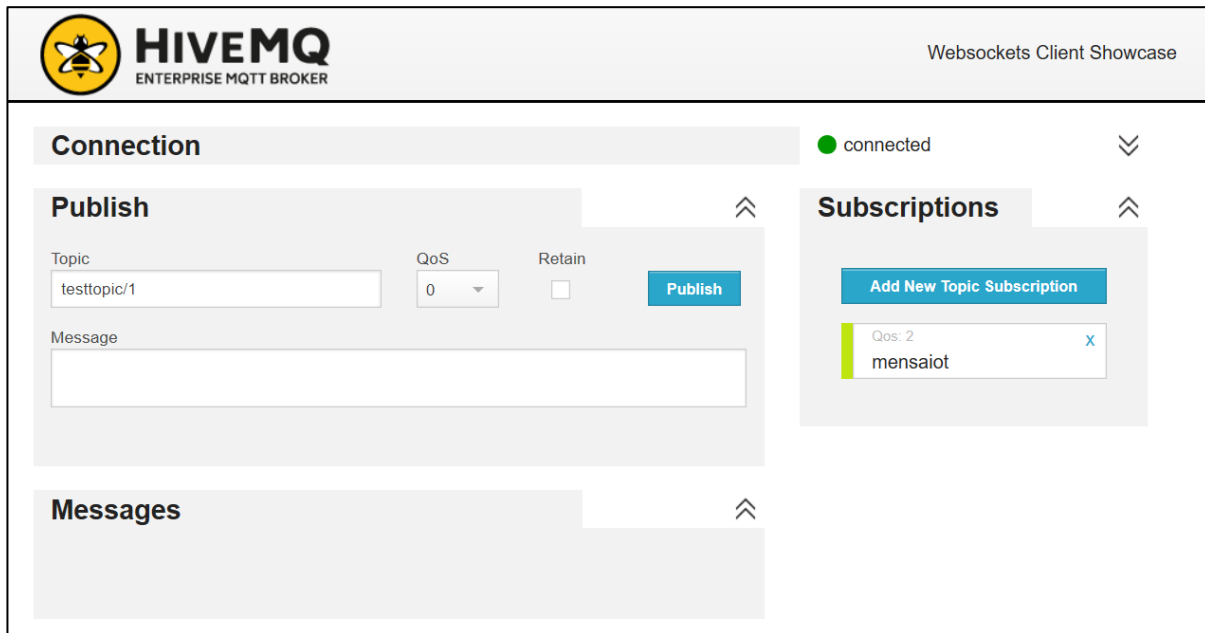 HIVEMQ
ENTERPRISE MQTT BROKER
Websockets Client Showcase
Connection
connected
Publish
Topic
QoS
Retain
testtopic/1
0
Publish
Message
Subscriptions
Add New Topic Subscription
Qos: 2
X
mensaiot
Messages